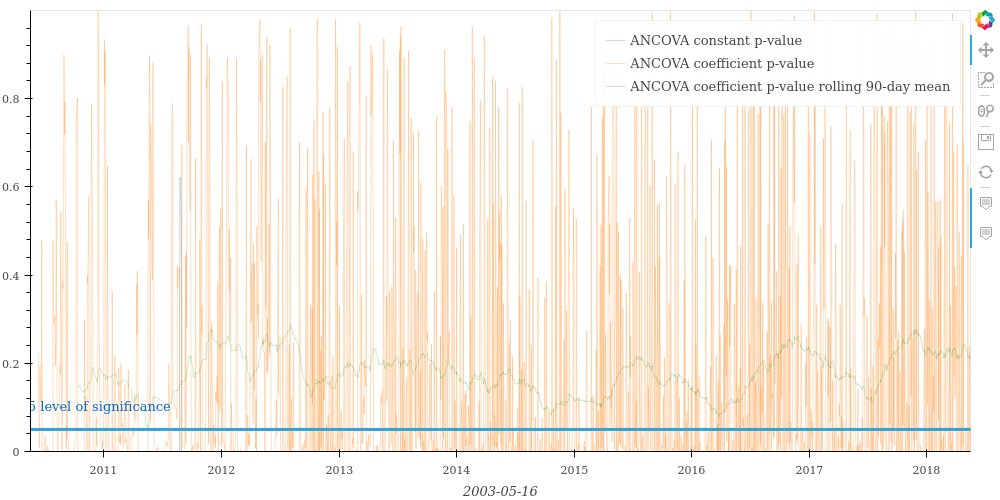 ANCOVA constant p-value
ANCOVA coefficient p-value
ANCOVA coefficient p-value rolling 90-day mean
0.8
0.6
0.4
0.2
level of significance
0
2011 2012 2013 2014 2015 2016 2017 2018
2003-05-16